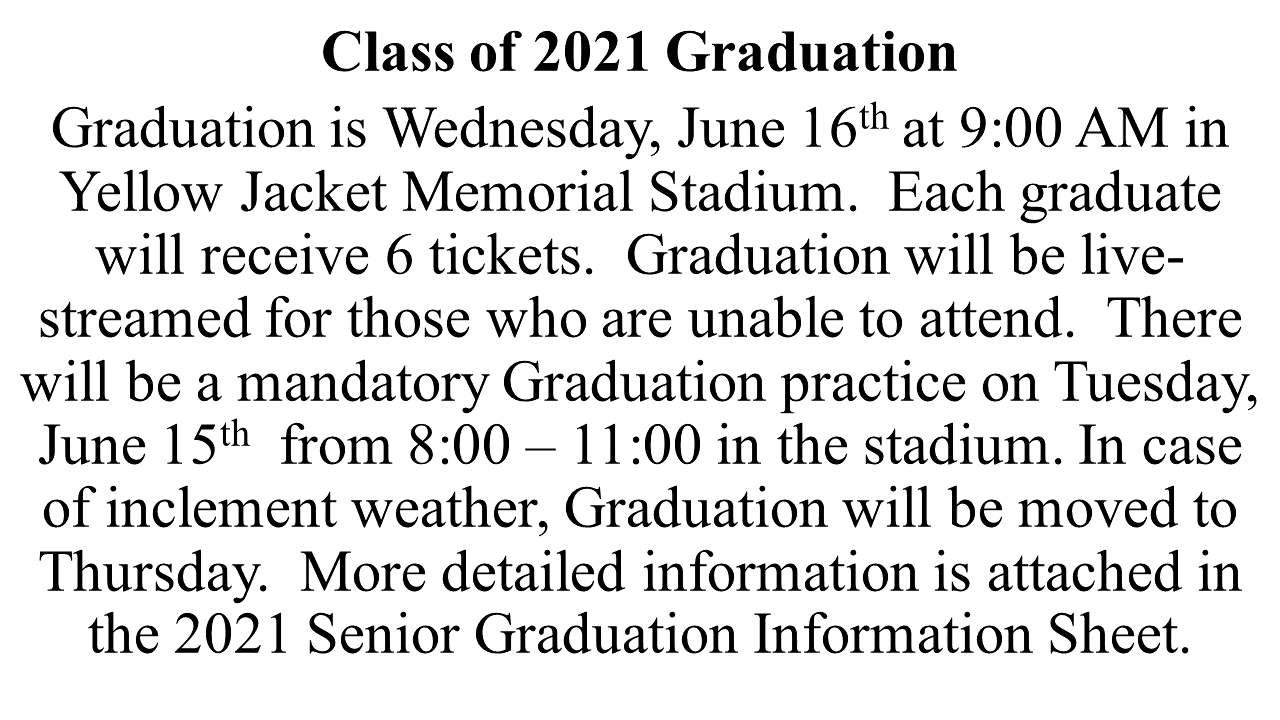 Class of 2021 Graduation
Graduation is Wednesday, June 16th at 9:00 AM in
Yellow Jacket Memorial Stadium.  Each graduate
will receive 6 tickets.  Graduation will be live-
streamed for those who are unable to attend.  There
will be a mandatory Graduation practice on Tuesday,
June 15th  from 8:00 – 11:00 in the stadium. In case
of inclement weather, Graduation will be moved to
Thursday.  More detailed information is attached in
the 2021 Senior Graduation Information Sheet.